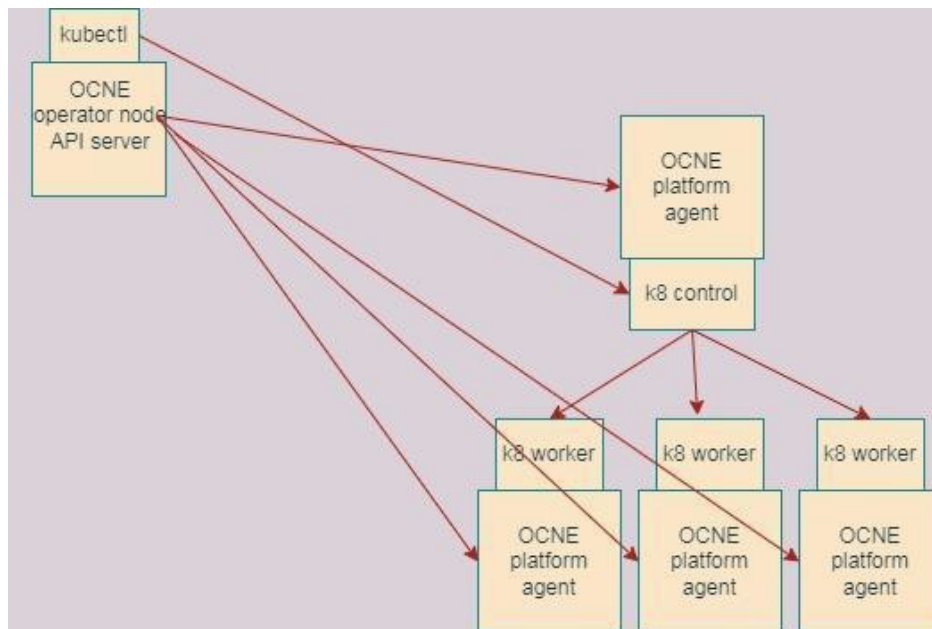 kubectl
OCNE
operator node
API server
OCNE
platform
agent
k8 control
k8 worker
k8 worker
k8 worker
OCNE
platform
agent
OCNE
platform
agent
OCNE
platform
agent